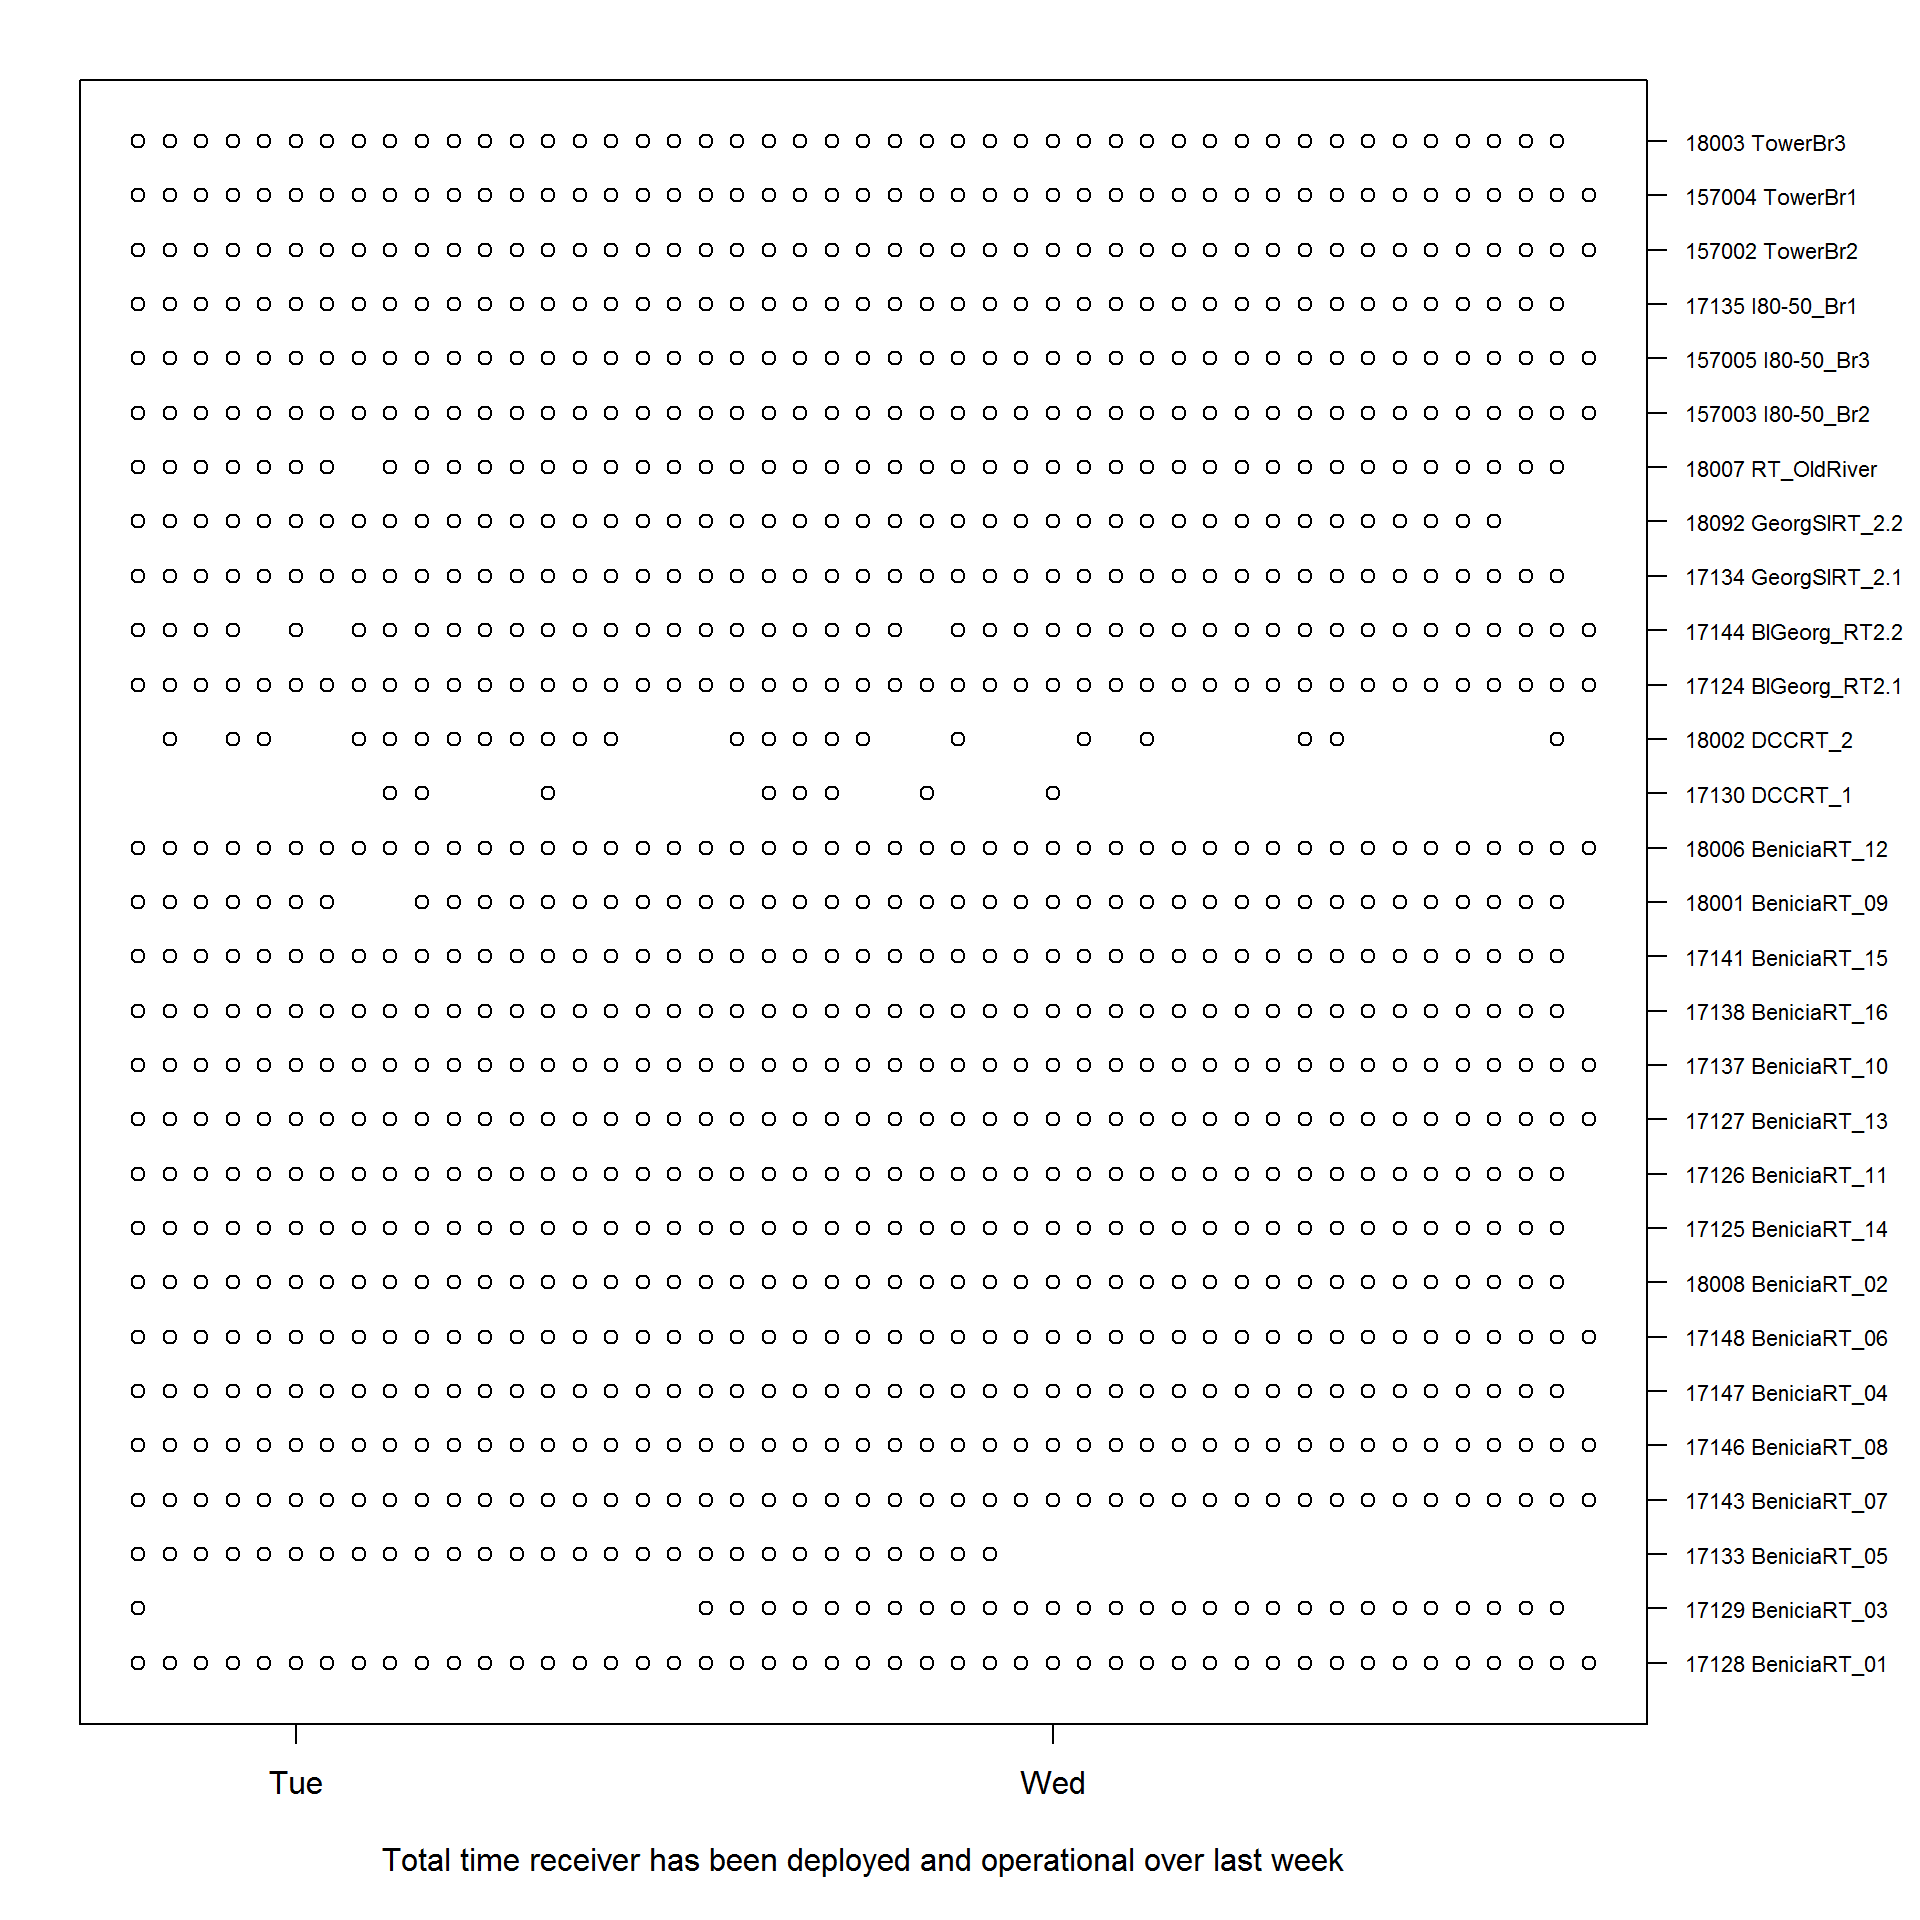 18003 TowerBr3
157004 TowerBr1
157002 TowerBr2
17135 I80-50_Br1
157005 I80-50_Br3
157003 I80-50_Br2
18007 RT_OldRiver
18092 GeorgSlRT_2.2
17134 GeorgSlRT_2.1
17144 BlGeorg_RT2.2
17124 BlGeorg_RT2.1
18002 DCCRT_2
17130 DCCRT_1
18006 BeniciaRT_12
18001 BeniciaRT_09
17141 BeniciaRT_15
17138 BeniciaRT_16
17137 BeniciaRT_10
17127 BeniciaRT_13
17126 BeniciaRT_11
17125 BeniciaRT_14
18008 BeniciaRT_02
17148 BeniciaRT_06
17147 BeniciaRT_04
17146 BeniciaRT_08
17143 BeniciaRT_07
17133 BeniciaRT_05
17129 BeniciaRT_03
17128 BeniciaRT_01
Tue Wed
Total time receiver has been deployed and operational over last week